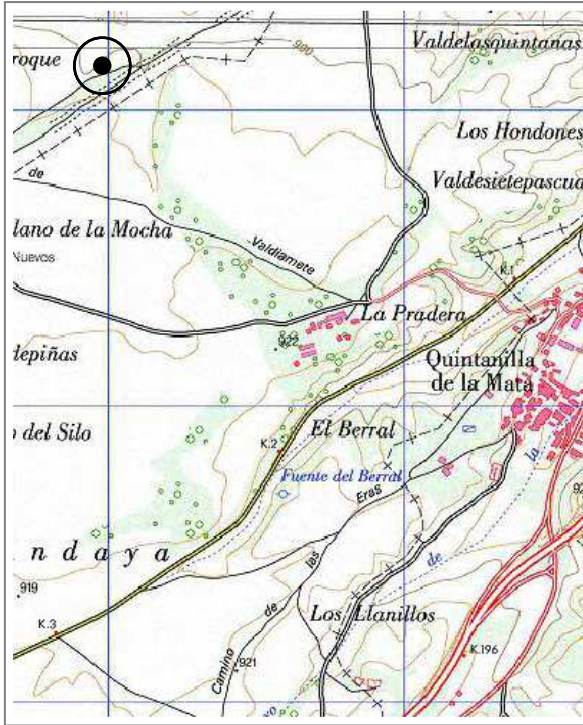 Valdelasquintanas
roque
900
Los Hondones
Valdesietepascua
de
llano de la Mocha
Valdiamete
Nuevos
K.1
La Pradera
922
depiñas
Quintanilla
de la Mata
o del Silo
El Berral
K.2
Fuente del Berral
la
Eras
92
n d a y a
las
de
919
de
Los Llanillos
K.3
Camino
921
K.196
yo